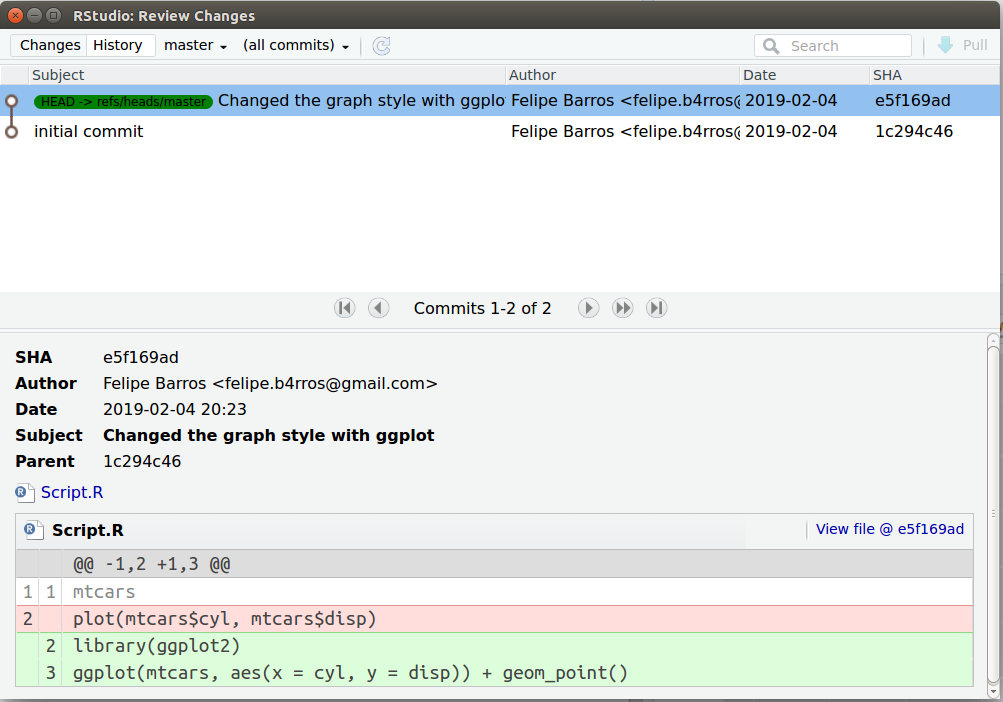 RStudio: Review Changes
Changes History master (all commits) Search Pull
Subject Author Date SHA
HEAD -> refs/heads/master Changed the graph style with ggplo Felipe Barros <felipe.b4rros@ 2019-02-04 e5f169ad
initial commit Felipe Barros <felipe.b4rros@ 2019-02-04 1c294c46
Commits 1-2 of 2
SHA e5f169ad
Author Felipe Barros <felipe.b4rros@gmail.com>
Date 2019-02-04 20:23
Subject Changed the graph style with ggplot
Parent 1c294c46
R Script.R
R Script.R View file @ e5f169ad
@@ -1,2 +1,3 @@
1 1 mtcars
2 plot(mtcars$cyl, mtcars$disp)
2 library(ggplot2)
3 ggplot(mtcars, aes(x = cyl, y = disp)) + geom_point()